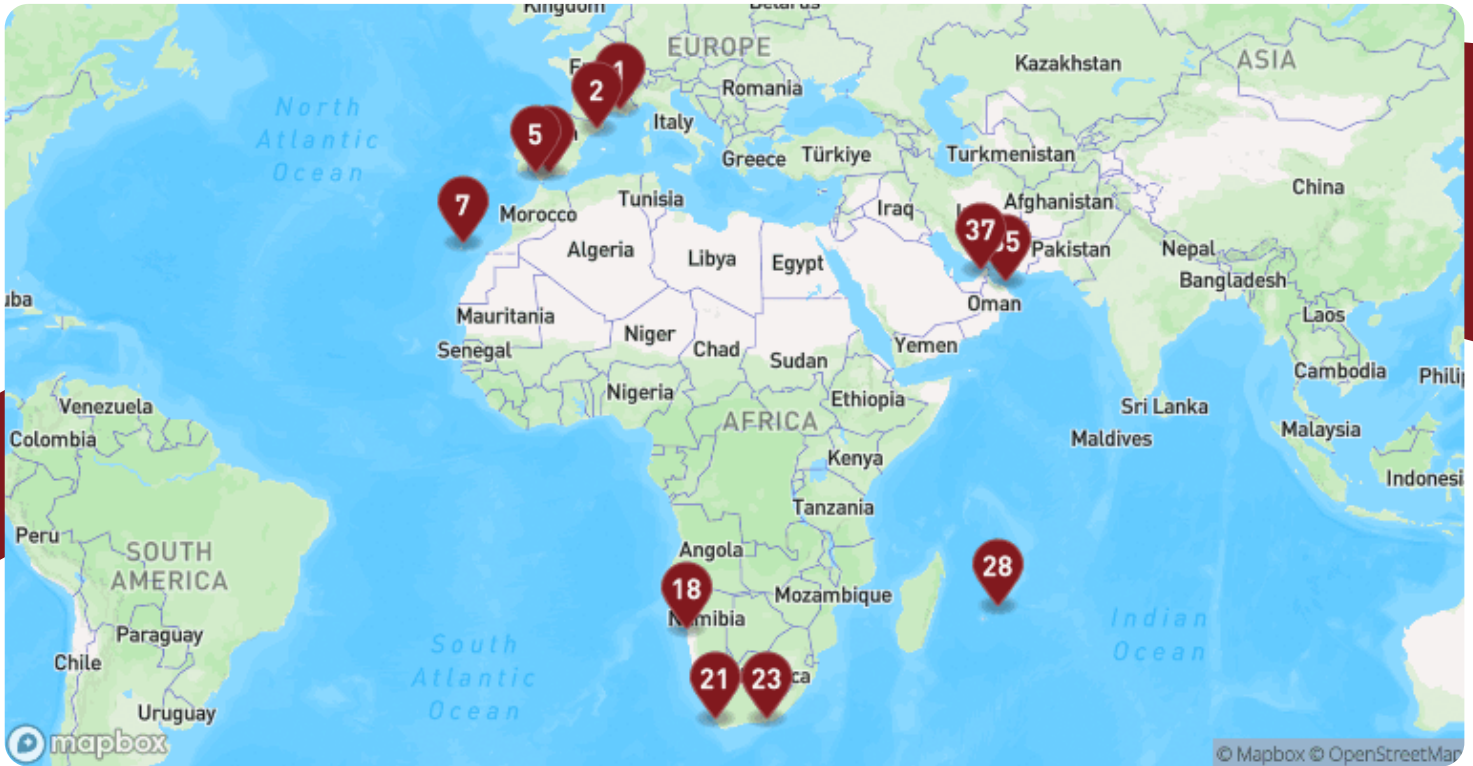 Kingdom
EUROPE
ASIA
Kazakhstan
1
2
Romania
North
Atlantic
Ocean
Italy
5
Greece
Türkiye
Turkmenistan
China
Afghanistan
7
Tunisia
Morocco
Iraq
37
35
Pakistan
Nepal
Algeria
Libya
Egypt
Bangladesh
Oman
Mauritania
Laos
Niger
Senegal
Chad
Sudan
Yemen
Cambodia
Nigeria
Ethiopia
Venezuela
AFRICA
Sri Lanka
Colombia
Maldives
Malaysia
Kenya
Tanzania
Peru
SOUTH
AMERICA
Angola
28
18
Mozambique
Namibia
Indian
Ocean
Paraguay
South
Atlantic
Ocean
Chile
21
23
Uruguay
mapbox
© Mapbox © OpenStreetMap